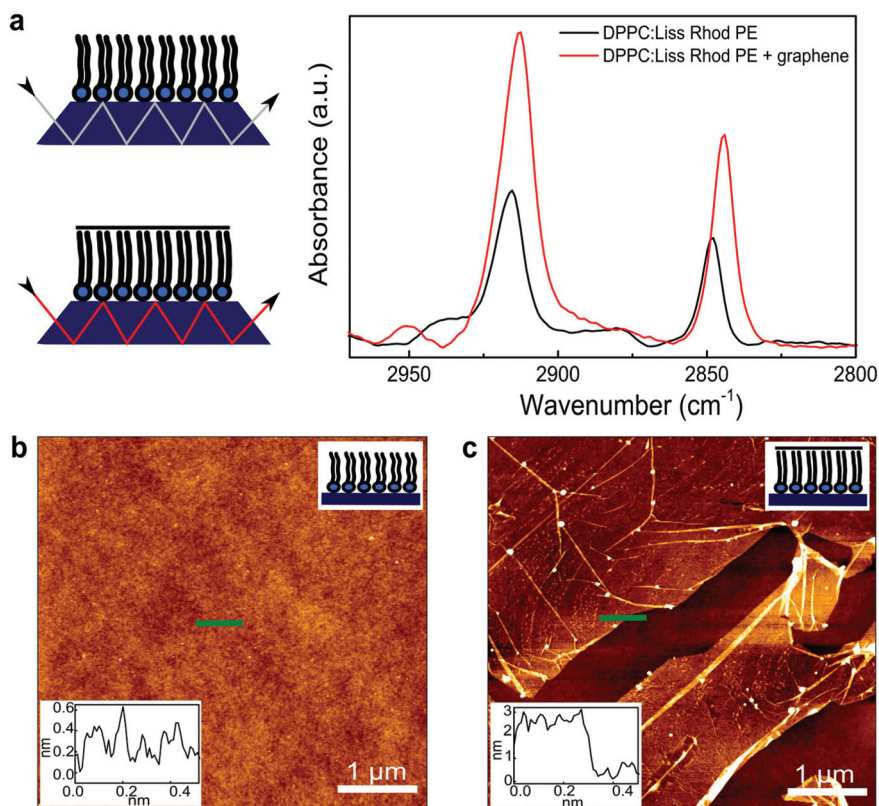 a
DPPC:Liss Rhod PE
DPPC:Liss Rhod PE + graphene
Absorbance (a.u.)
2950
2900
2850
2800
Wavenumber (cm⁻¹)
b
0.6
0.4
0.2
0.0
nm
0.0
0.2
0.4
nm
1 µm
c
3
2
1
0
nm
0.0
0.2
0.4
nm
1 µm